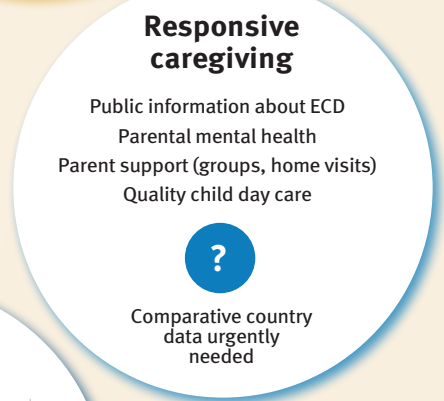 Responsive
caregiving
Public information about ECD
Parental mental health
Parent support (groups, home visits)
Quality child day care
?
Comparative country
data urgently
needed